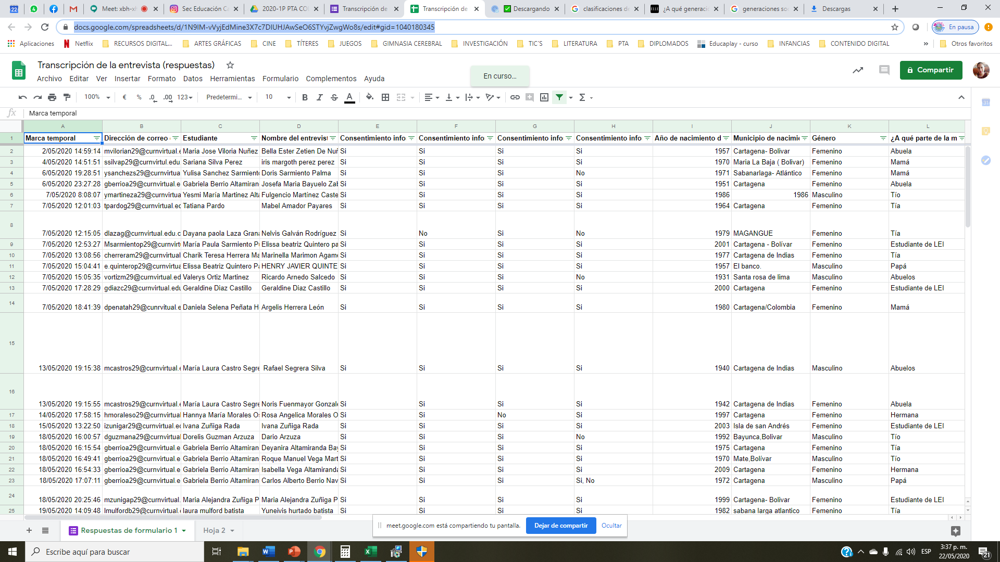 22 Meet: xbh-xh Sec Educación Ca 2020-1P PTA CO Transcripción de Transcripción de Descargando clasificaciones de ¿A qué generació generaciones so Descargas
docs.google.com/spreadsheets/d/1N9IM-vVyjEdMine3X7c7DIUHJAwSeO6STYvjZwgWo8s/edit#gid=1040180345 En pausa
Aplicaciones Netflix RECURSOS DIGITAL... ARTES GRÁFICAS CINE TÍTERES JUEGOS GIMNASIA CEREBRAL INVESTIGACIÓN TIC´S LITERATURA PTA DIPLOMADOS Educaplay - curso INFANCIAS CONTENIDO DIGITAL » Otros favoritos
Transcripción de la entrevista (respuestas)
En curso...
Compartir
Archivo Editar Ver Insertar Formato Datos Herramientas Formulario Complementos Ayuda
100% € % .0 .00 123 Predetermi... 10 B I S A Σ
fx Marca temporal
A B C D E F G H I J K L
1 Marca temporal Dirección de correo Estudiante Nombre del entrevist Consentimiento info Consentimiento info Consentimiento info Consentimiento info Año de nacimiento d Municipio de nacimie Género ¿A qué parte de la m
2 2/05/2020 14:59:14 mvilorian29@curnvirtual.e Maria Jose Viloria Nuñez Bella Ester Zetien De Nuñ Si Si Si Si 1957 Cartagena- Bolivar Femenino Abuela
3 4/05/2020 14:51:51 ssilvap29@curnvirtul.edu. Sariana Silva Perez iris margoth perez perez Si Si Si Si 1970 Maria La Baja ( Bolivar) Femenino Mamá
4 6/05/2020 19:28:51 ysanchezs29@curnvirtua Yulisa Sanchez Sarmiento Doris Sarmiento Palma Si Si Si No 1971 Sabanarlaga- Atlántico Femenino Mamá
5 6/05/2020 23:27:28 gberrioa29@curnvirtual.e Gabriela Berrio Altamiran Josefa Maria Bayuelo Zab Si Si Si Si 1951 Cartagena Femenino Abuela
6 7/05/2020 8:08:07 ymartineza29@curnvirtua Yesmi María Martinez Alta Fulgencio Martínez Caste Si Si Si Si 1986 1986 Masculino Tío
7 7/05/2020 12:01:03 tpardog29@curnvirtual.ed Tatiana Pardo Mabel Amador Payares Si Si Si Si 1964 Cartagena Femenino Tía
8 7/05/2020 12:15:05 dlazag@curnvirtual.edu.c Dayana paola Laza Grana Nelvis Galván Rodríguez Si No Si No 1979 MAGANGUE Femenino Tía
9 7/05/2020 12:53:27 Msarmientop29@curnvirt María Paula Sarmiento Pu Elissa beatriz Quintero pa Si Si Si Si 2001 Cartagena - Bolívar Femenino Estudiante de LEI
10 7/05/2020 13:08:56 cherreram29@curnvirtual Charik Teresa Herrera Ma Marinella Marimon Agame Si Si Si Si 1977 Cartagena de Indias Femenino Tía
11 7/05/2020 15:04:41 e.quinterop29@curnvirtua Elissa Beatriz Quintero Pa HENRY JAVIER QUINTE Si Si Si Si 1957 El banco. Masculino Papá
12 7/05/2020 15:05:35 vortizm29@curnvirtual.ed Valerys Ortiz Martinez Ricardo Arnedo Salcedo Si Si Si No 1931 Santa rosa de lima Masculino Abuelos
13 7/05/2020 17:28:29 gdiazc29@curnvirtual.edu Geraldine Diaz Castillo Geraldine Diaz Castillo Si Si Si Si 2000 Cartagena Femenino Estudiante de LEI
14 7/05/2020 18:41:39 dpenatah29@cunrvitual.e Daniela Selena Peñata H Argelis Herrera León Si Si Si Si 1980 Cartagena/Colombia Femenino Mamá
15 13/05/2020 19:15:38 mcastros29@curnvirtual.e María Laura Castro Segre Rafael Segrera Silva Si Si Si Si 1940 Cartagena de Indias Masculino Abuelos
16 13/05/2020 19:15:55 mcastros29@curnvirtual.e María Laura Castro Segre Noris Fuenmayor Gonzale Si Si Si Si 1942 Cartagena de Indias Femenino Abuela
17 14/05/2020 17:58:15 hmoraleso29@curnvirtual Hannya María Morales Os Rosa Angelica Morales O Si Si No Si 1997 Cartagena Femenino Hermana
18 15/05/2020 13:22:50 izunigar29@curnvirtual.ed Ivana Zuñiga Rada Ivana Zuñiga Rada Si Si Si Si 2003 Isla de san Andrés Femenino Estudiante de LEI
19 18/05/2020 16:00:57 dguzmana29@curnvirtual Dorelis Guzman Arzuza Dario Arzuza Si Si Si No 1992 Bayunca,Bolivar Masculino Tío
20 18/05/2020 16:15:54 gberrioa29@curnvirtual.e Gabriela Berrio Altamiran Deyanira Altamiranda Bay Si Si Si Si 1975 Cartagena Femenino Tía
21 18/05/2020 16:49:41 gberrioa29@curnvirtual.e Gabriela Berrio Altamiran Roque Manuel Vega Mart Si Si Si Si 1970 Mate,Bolívar Masculino Tío
22 18/05/2020 16:54:33 gberrioa29@curnvirtual.e Gabriela Berrio Altamiran Isabella Vega Altamiranda Si Si Si Si 2009 Cartagena Femenino Hermana
23 18/05/2020 17:07:11 gberrioa29@curnvirtual.e Gabriela Berrio Altamiran Carlos Alberto Berrio Nav Si Si Si Si, No 1972 Cartagena Masculino Papá
24 18/05/2020 20:25:46 mzunigap29@curnvirtual. Maria Alejandra Zuñiga P Maria Alejandra Zuñiga P Si Si Si Si 1999 Cartagena- Bolivar Femenino Estudiante de LEI
25 19/05/2020 14:09:48 lmulfordb29@curnvirtual.e laura mulford batista Yuneivis hurtado batista Si Si Si Si 1982 sabana larga atlantico Femenino Tía
Respuestas de formulario 1 Hoja 2
meet.google.com está compartiendo tu pantalla. Dejar de compartir Ocultar
Escribe aquí para buscar ESP 3:37 p. m.
22/05/2020 21